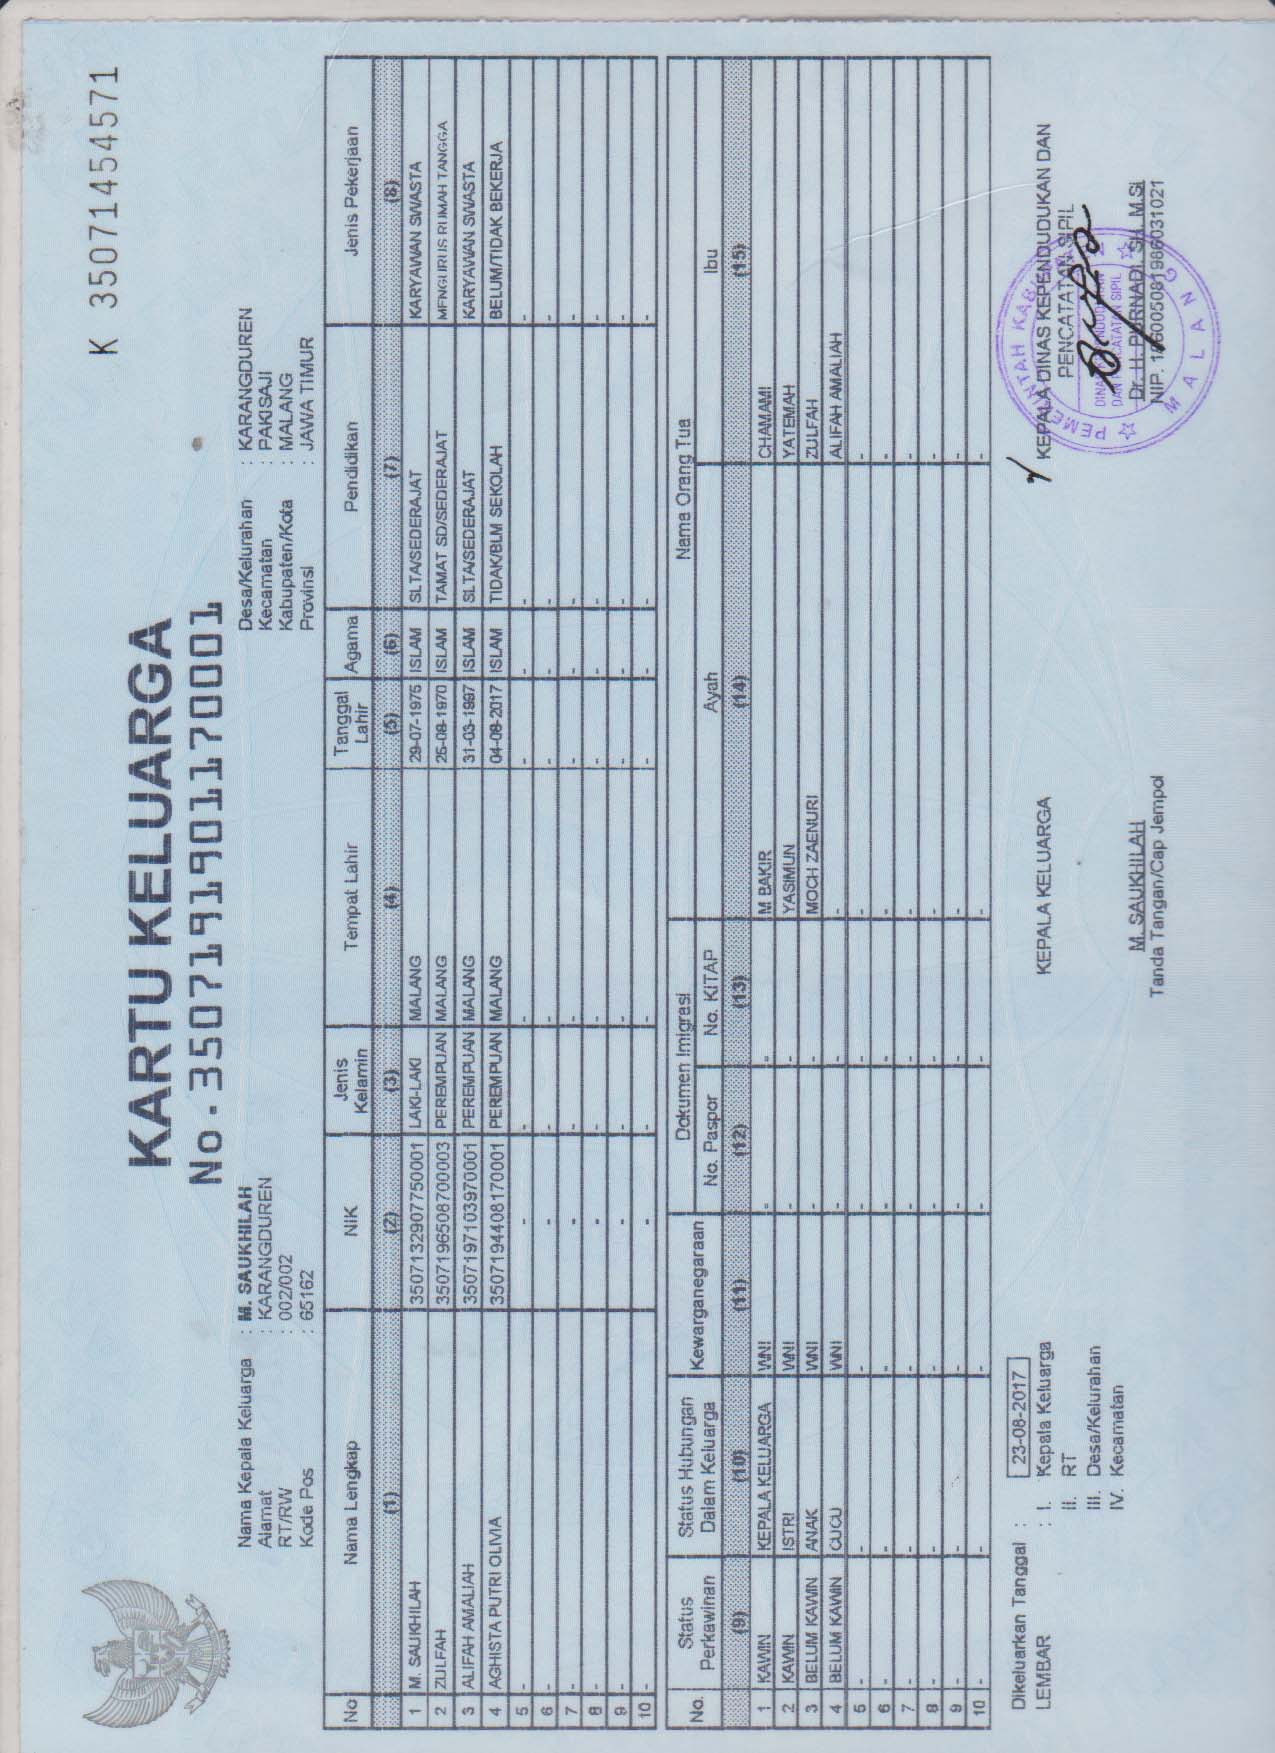 K 35071454571
KARTU KELUARGA
No.3507191901170001
Nama Kepala Keluarga : M. SAUKHILAH
Alamat : KARANGDUREN
RT/RW : 002/002
Kode Pos : 65162
Desa/Kelurahan : KARANGDUREN
Kecamatan : PAKISAJI
Kabupaten/Kota : MALANG
Provinsi : JAWA TIMUR
No Nama Lengkap NIK Jenis Kelamin Tempat Lahir Tanggal Lahir Agama Pendidikan Jenis Pekerjaan
(1) (2) (3) (4) (5) (6) (7) (8)
1 M. SAUKHILAH 3507132907750001 LAKI-LAKI MALANG 29-07-1975 ISLAM SLTA/SEDERAJAT KARYAWAN SWASTA
2 ZULFAH 3507196508700003 PEREMPUAN MALANG 25-08-1970 ISLAM TAMAT SD/SEDERAJAT MENGURUS RUMAH TANGGA
3 ALIFAH AMALIAH 3507197103970001 PEREMPUAN MALANG 31-03-1997 ISLAM SLTA/SEDERAJAT KARYAWAN SWASTA
4 AGHISTA PUTRI OLIVIA 3507194408170001 PEREMPUAN MALANG 04-08-2017 ISLAM TIDAK/BLM SEKOLAH BELUM/TIDAK BEKERJA
5 - - - - - - - -
6 - - - - - - - -
7 - - - - - - - -
8 - - - - - - - -
9 - - - - - - - -
10 - - - - - - - -
No. Status Perkawinan Status Hubungan Dalam Keluarga Kewarganegaraan Dokumen Imigrasi Nama Orang Tua
No. Paspor No. KITAP Ayah Ibu
(9) (10) (11) (12) (13) (14) (15)
1 KAWIN KEPALA KELUARGA WNI - - M BAKIR CHAMAMI
2 KAWIN ISTRI WNI - - YASIMUN YATEMAH
3 BELUM KAWIN ANAK WNI - - MOCH ZAENURI ZULFAH
4 BELUM KAWIN CUCU WNI - - - ALIFAH AMALIAH
5 - - - - - - -
6 - - - - - - -
7 - - - - - - -
8 - - - - - - -
9 - - - - - - -
10 - - - - - - -
Dikeluarkan Tanggal : 23-08-2017
LEMBAR : I. Kepala Keluarga
II. RT
III. Desa/Kelurahan
IV. Kecamatan
KEPALA KELUARGA
M. SAUKHILAH
Tanda Tangan/Cap Jempol
KEPALA DINAS KEPENDUDUKAN DAN
PENCATATAN SIPIL
Dr. H. PURNADI, SH, M.Si
NIP. 196005081986031021
PEMERINTAH KABUPATEN
DINAS KEPENDUDUKAN
DAN PENCATATAN SIPIL
MALANG